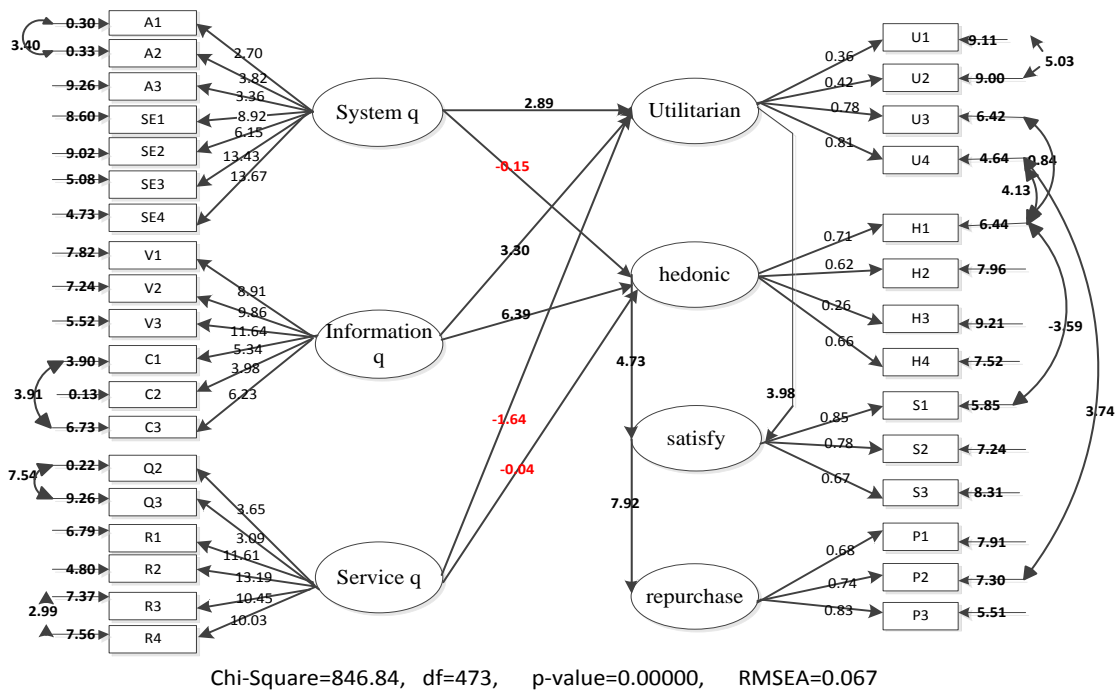 0.30 A1
3.40
0.33 A2
9.26 A3
8.60 SE1
9.02 SE2
5.08 SE3
4.73 SE4
2.70
3.82
3.36
8.92
6.15
13.43
13.67
System q
7.82 V1
7.24 V2
5.52 V3
3.90 C1
3.91
0.13 C2
6.73 C3
8.91
9.86
11.64
5.34
3.98
6.23
Information
q
0.22 Q2
7.54
9.26 Q3
6.79 R1
4.80 R2
7.37 R3
2.99
7.56 R4
3.65
3.09
11.61
13.19
10.45
10.03
Service q
2.89
-0.15
3.30
6.39
-1.64
-0.04
Utilitarian
hedonic
4.73
3.98
satisfy
7.92
repurchase
0.36
0.42
0.78
0.81
U1 9.11
5.03
U2 9.00
U3 6.42
U4 4.64
0.84
4.13
0.71
0.62
0.26
0.66
H1 6.44
H2 7.96
H3 9.21
H4 7.52
-3.59
0.85
0.78
0.67
S1 5.85
S2 7.24
S3 8.31
3.74
0.68
0.74
0.83
P1 7.91
P2 7.30
P3 5.51
Chi-Square=846.84, df=473, p-value=0.00000, RMSEA=0.067